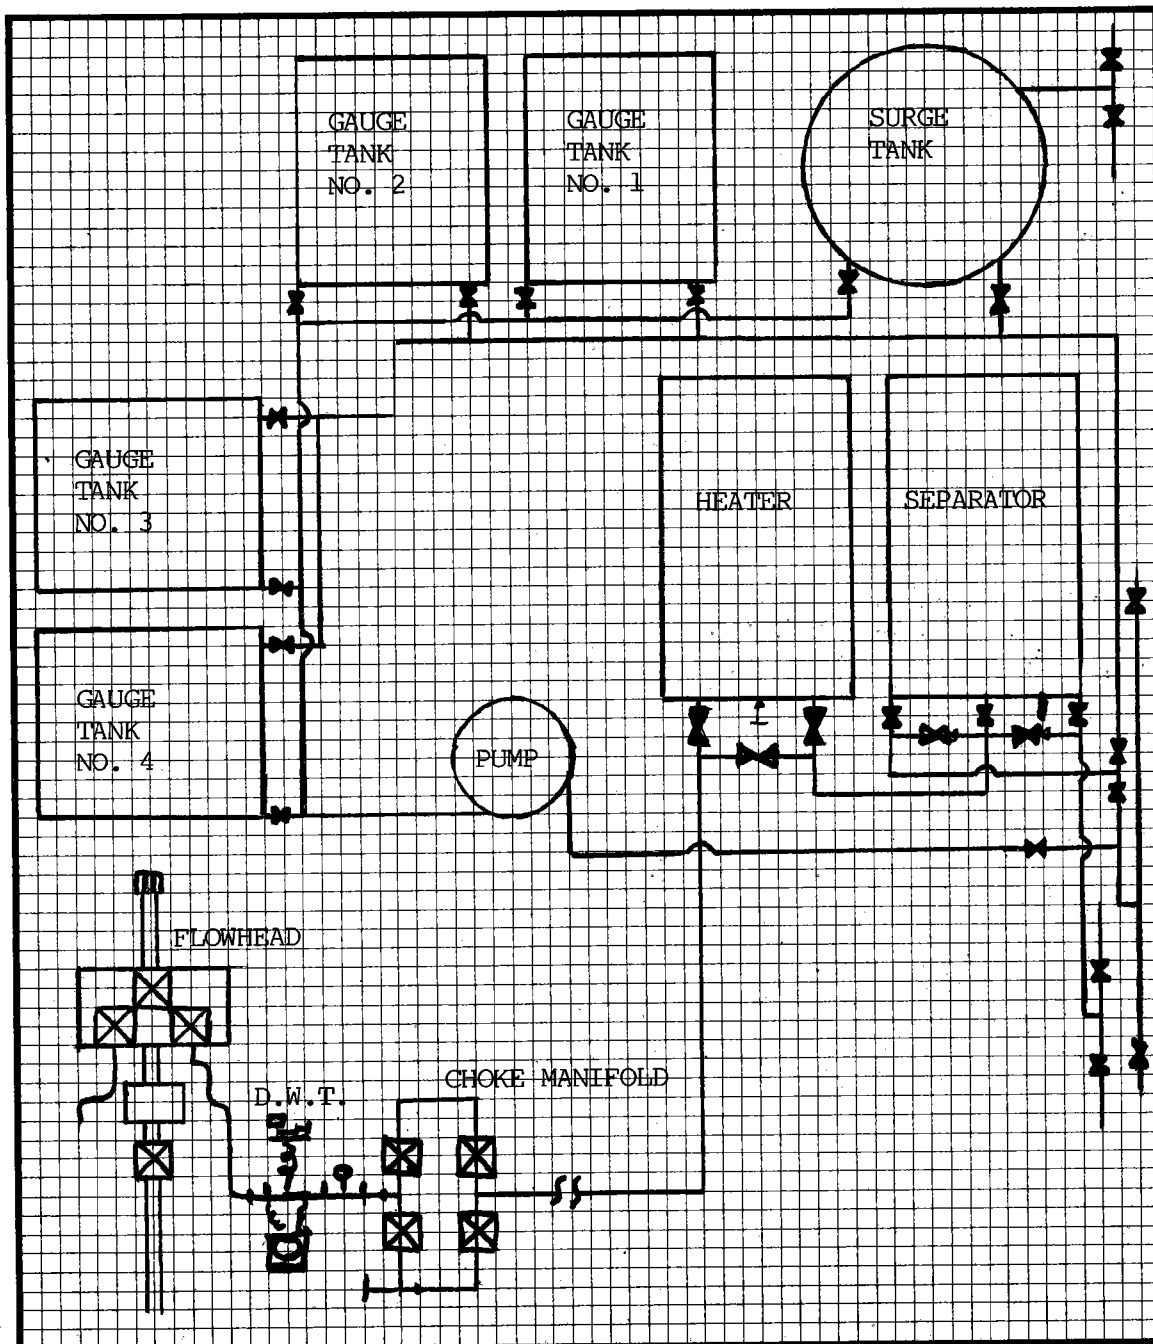 GAUGE
TANK
NO. 2
GAUGE
TANK
NO. 1
SURGE
TANK
GAUGE
TANK
NO. 3
HEATER
SEPARATOR
GAUGE
TANK
NO. 4
PUMP
FLOWHEAD
D.W.T.
CHOKE MANIFOLD